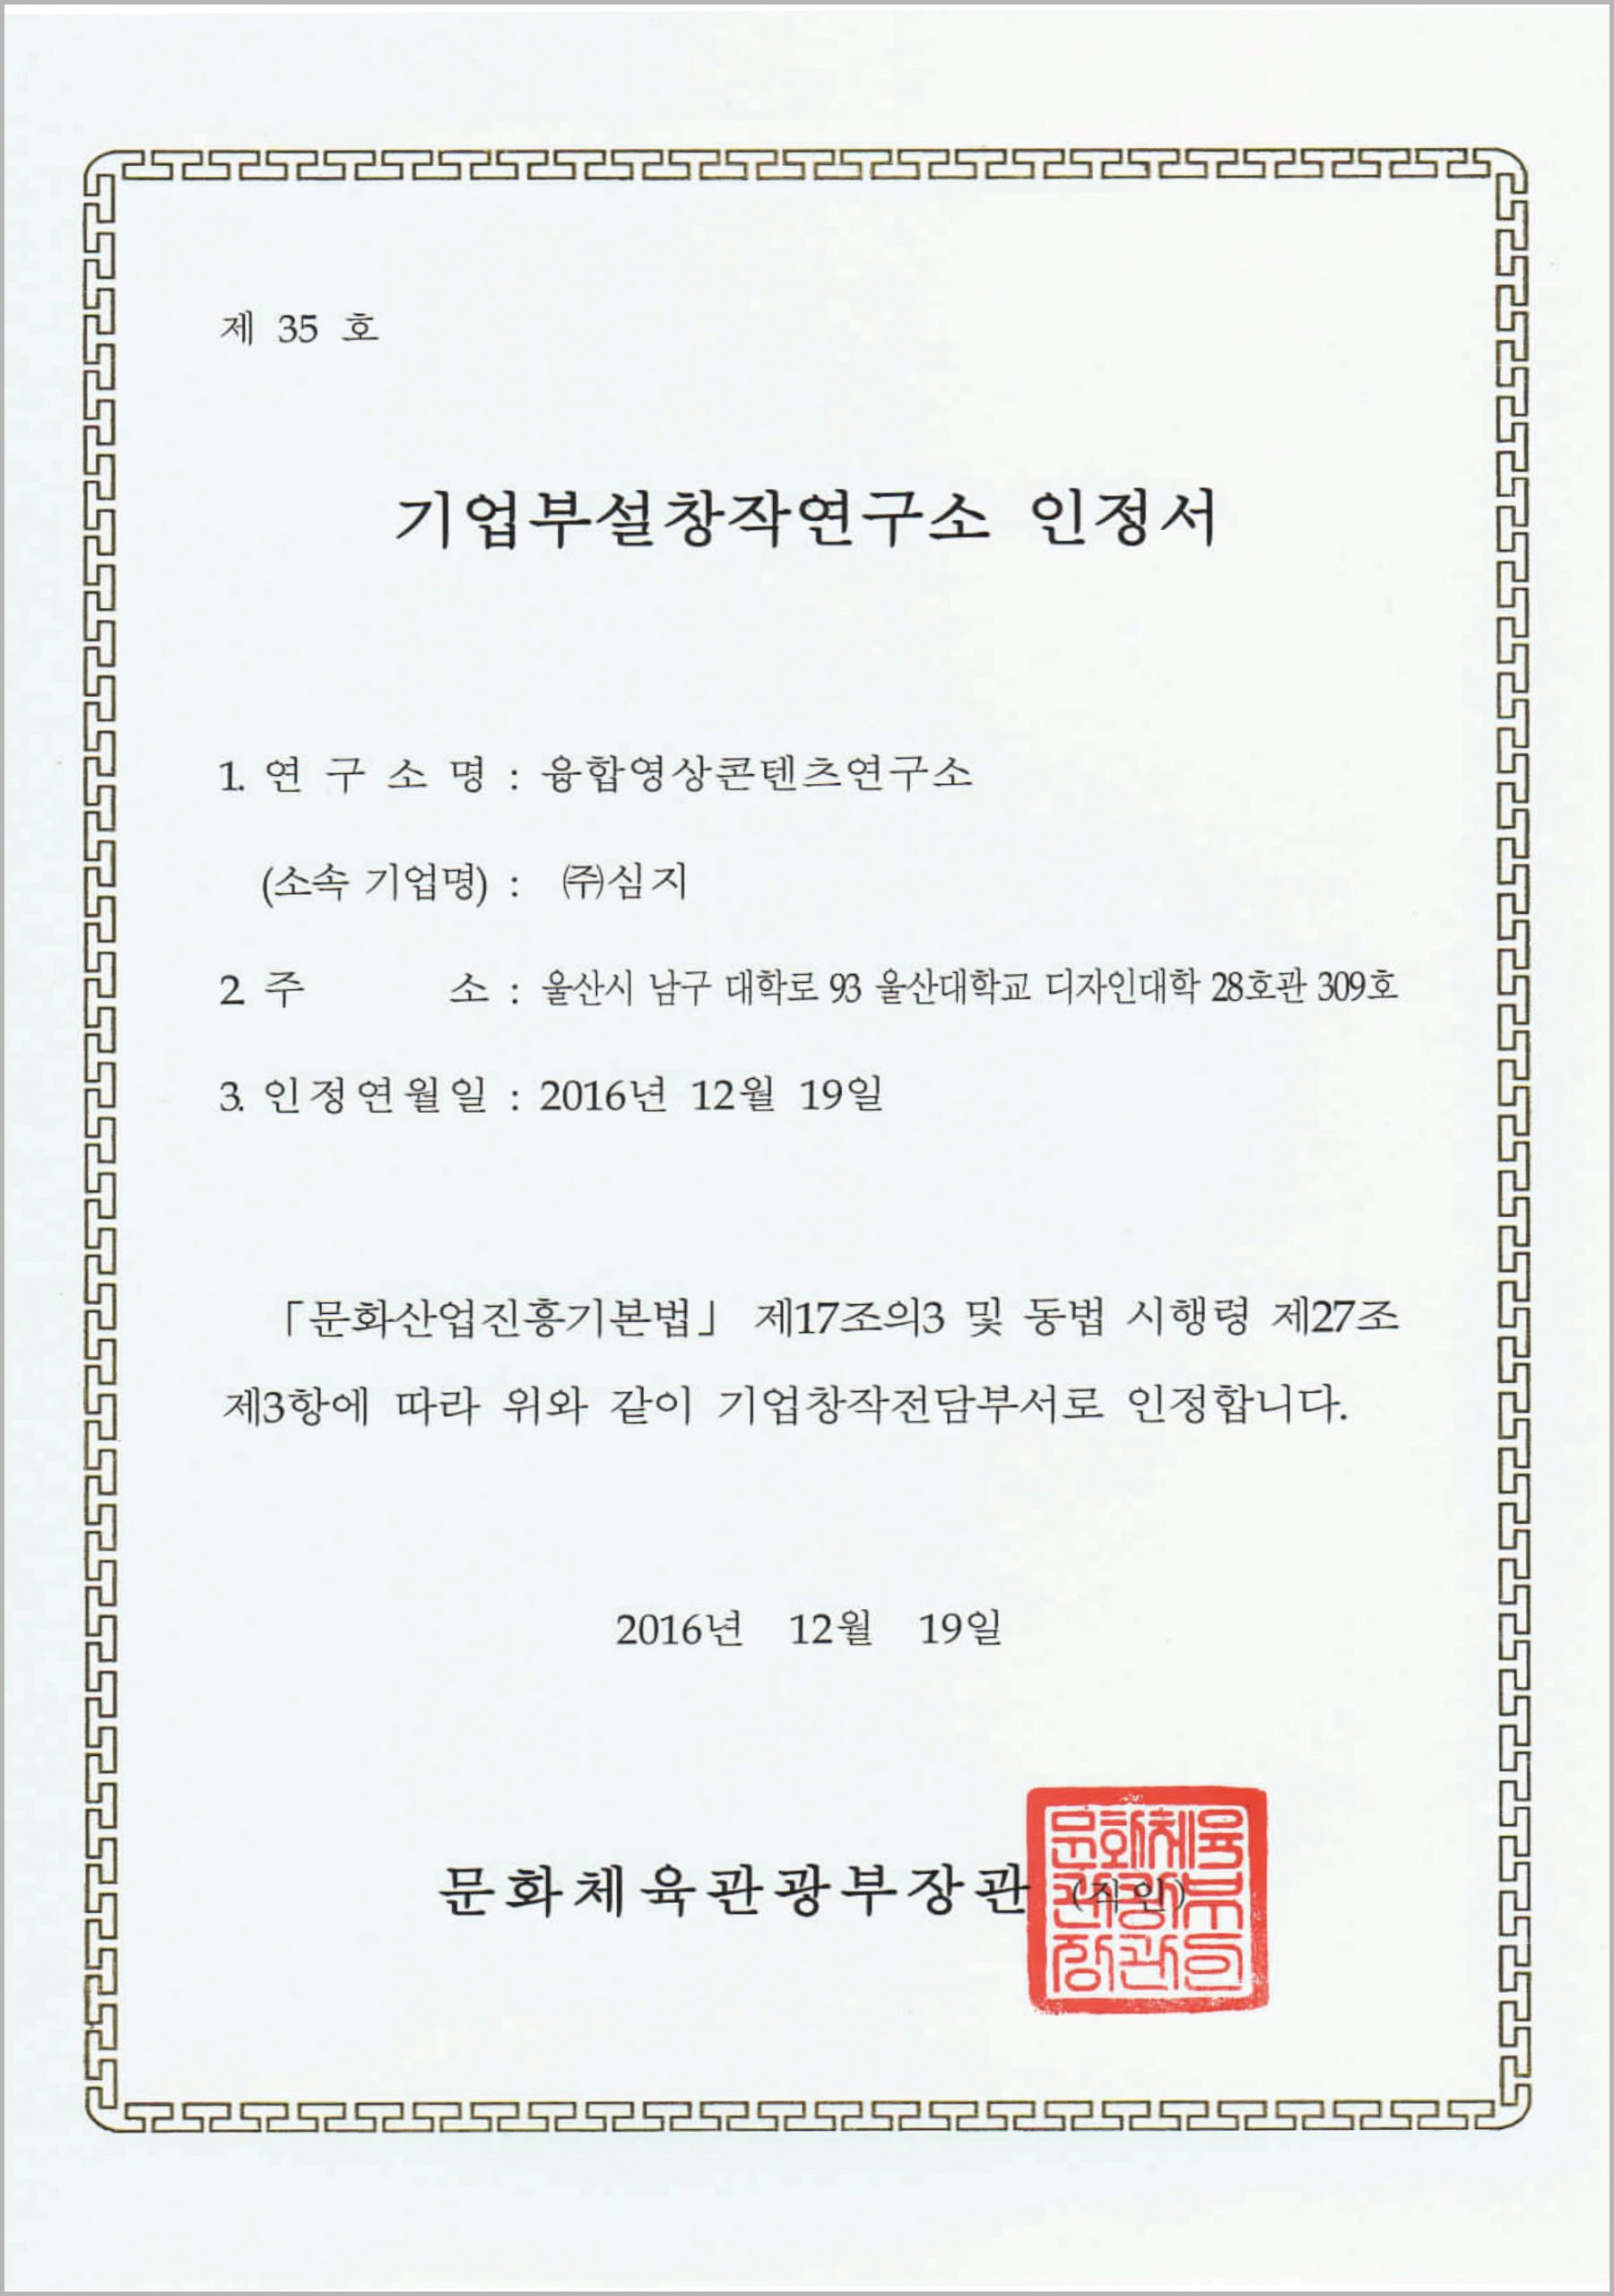 제 35 호
기업부설창작연구소 인정서
1. 연 구 소 명 : 융합영상콘텐츠연구소
(소속 기업명) : ㈜심지
2 주 소 : 울산시 남구 대학로 93 울산대학교 디자인대학 28호관 309호
3. 인정연월일 : 2016년 12월 19일
「문화산업진흥기본법」 제17조의3 및 동법 시행령 제27조
제3항에 따라 위와 같이 기업창작전담부서로 인정합니다.
2016년 12월 19일
문화체육관광부장관 (직인)
문화체육
관광부
장관의